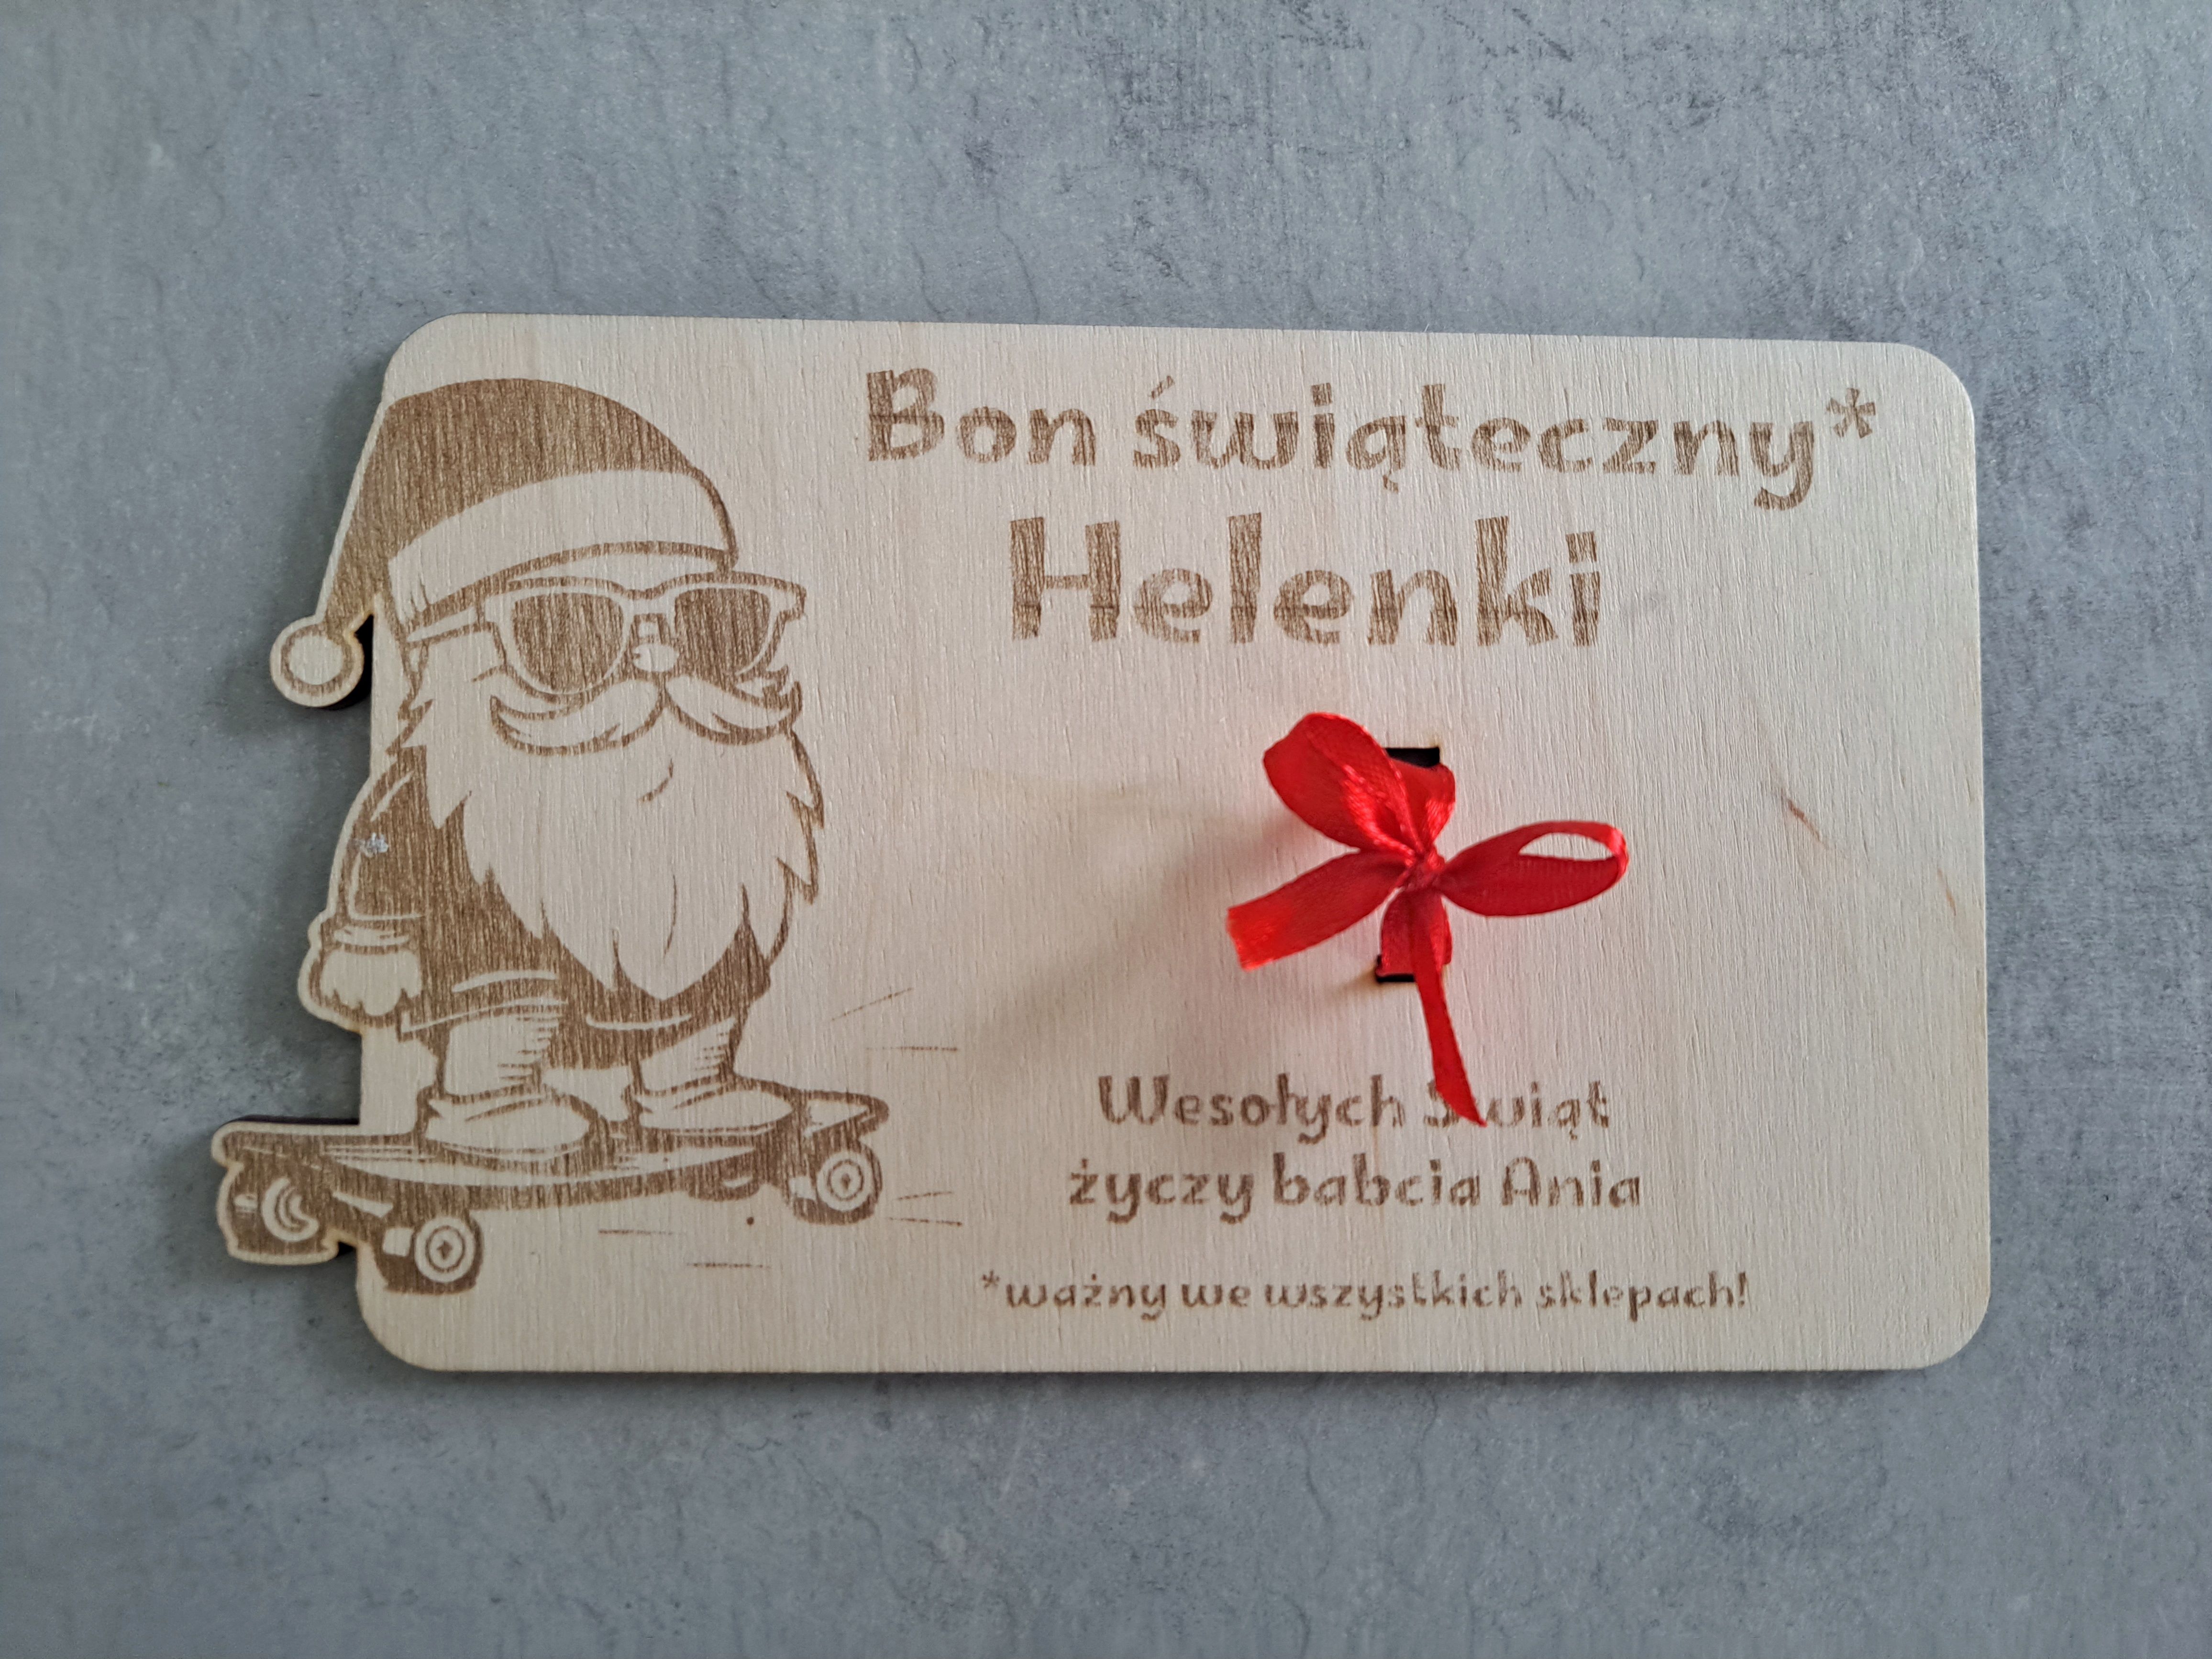 Bon świąteczny*
Helenki
Wesołych Świąt
życzy babcia Ania
*ważny we wszystkich sklepach!